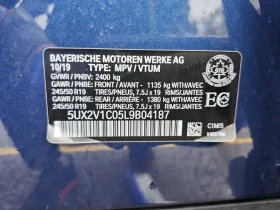 BAYERISCHE MOTOREN WERKE AG
10/19 TYPE: MPV / VTUM
GVWR / PNBV: 2400 kg
GAWR / PNBE: FRONT / AVANT - 1135 kg AVEC/WITH
245/50 R19 TIRES/PNEUS, 7.5J x 19 RIMS/JANTES
GAWR / PNBE: REAR / ARRIERE - 1380 kg AVEC/WITH
245/50 R19 TIRES/PNEUS, 7.5J x 19
RIMS/JANTES
EC
5UX2V1C05L9B04187